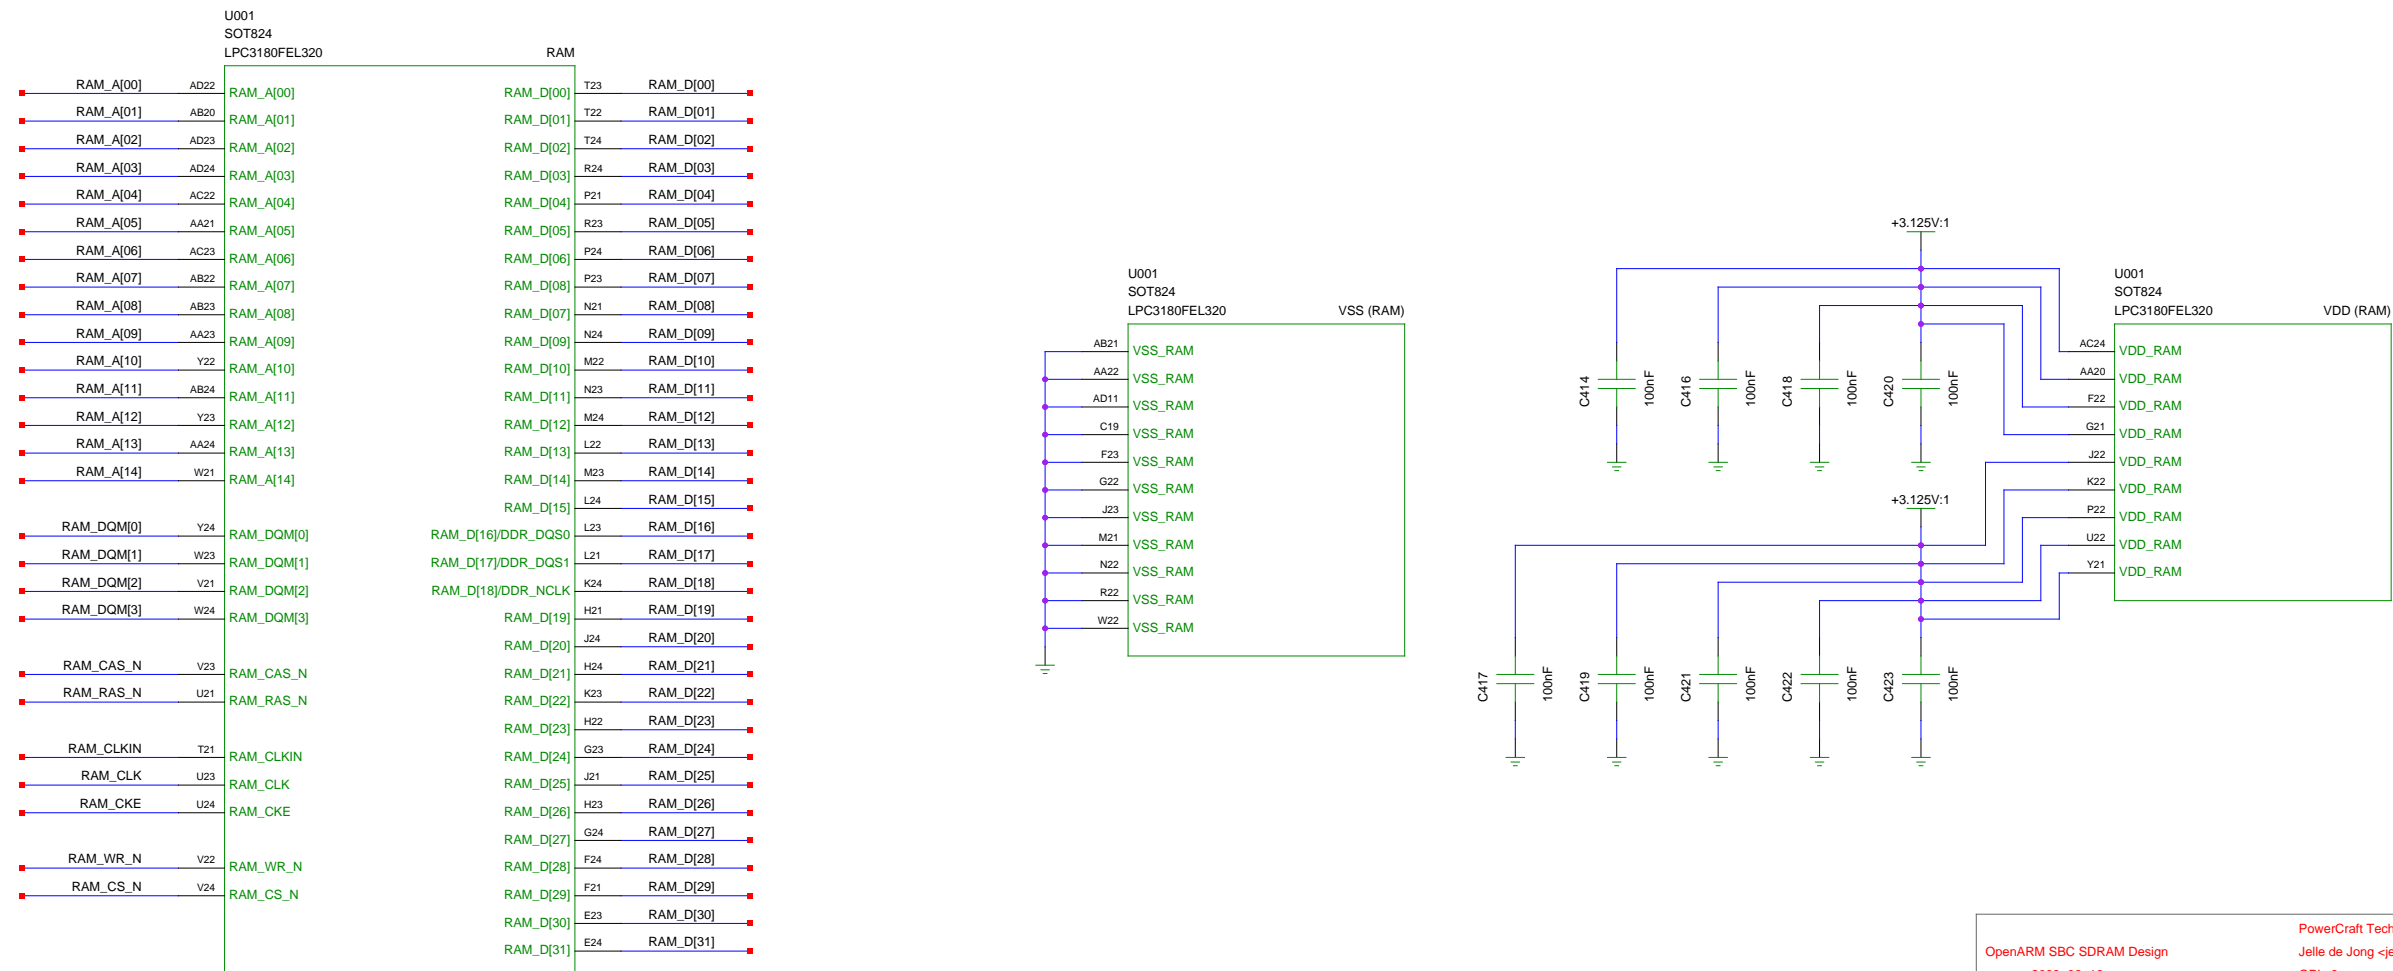 U001
SOT824
LPC3180FEL320 RAM
RAM_A[00] AD22 RAM_A[00] RAM_D[00] T23 RAM_D[00]
RAM_A[01] AB20 RAM_A[01] RAM_D[01] T22 RAM_D[01]
RAM_A[02] AD23 RAM_A[02] RAM_D[02] T24 RAM_D[02]
RAM_A[03] AD24 RAM_A[03] RAM_D[03] R24 RAM_D[03]
RAM_A[04] AC22 RAM_A[04] RAM_D[04] P21 RAM_D[04]
RAM_A[05] AA21 RAM_A[05] RAM_D[05] R23 RAM_D[05]
RAM_A[06] AC23 RAM_A[06] RAM_D[06] P24 RAM_D[06]
RAM_A[07] AB22 RAM_A[07] RAM_D[08] P23 RAM_D[07]
RAM_A[08] AB23 RAM_A[08] RAM_D[07] N21 RAM_D[08]
RAM_A[09] AA23 RAM_A[09] RAM_D[09] N24 RAM_D[09]
RAM_A[10] Y22 RAM_A[10] RAM_D[10] M22 RAM_D[10]
RAM_A[11] AB24 RAM_A[11] RAM_D[11] N23 RAM_D[11]
RAM_A[12] Y23 RAM_A[12] RAM_D[12] M24 RAM_D[12]
RAM_A[13] AA24 RAM_A[13] RAM_D[13] L22 RAM_D[13]
RAM_A[14] W21 RAM_A[14] RAM_D[14] M23 RAM_D[14]
RAM_D[15] L24 RAM_D[15]
RAM_DQM[0] Y24 RAM_DQM[0] RAM_D[16]/DDR_DQS0 L23 RAM_D[16]
RAM_DQM[1] W23 RAM_DQM[1] RAM_D[17]/DDR_DQS1 L21 RAM_D[17]
RAM_DQM[2] V21 RAM_DQM[2] RAM_D[18]/DDR_NCLK K24 RAM_D[18]
RAM_DQM[3] W24 RAM_DQM[3] RAM_D[19] H21 RAM_D[19]
RAM_D[20] J24 RAM_D[20]
RAM_CAS_N V23 RAM_CAS_N RAM_D[21] H24 RAM_D[21]
RAM_RAS_N U21 RAM_RAS_N RAM_D[22] K23 RAM_D[22]
RAM_D[23] H22 RAM_D[23]
RAM_CLKIN T21 RAM_CLKIN RAM_D[24] G23 RAM_D[24]
RAM_CLK U23 RAM_CLK RAM_D[25] J21 RAM_D[25]
RAM_CKE U24 RAM_CKE RAM_D[26] H23 RAM_D[26]
RAM_D[27] G24 RAM_D[27]
RAM_WR_N V22 RAM_WR_N RAM_D[28] F24 RAM_D[28]
RAM_CS_N V24 RAM_CS_N RAM_D[29] F21 RAM_D[29]
RAM_D[30] E23 RAM_D[30]
RAM_D[31] E24 RAM_D[31]
U001
SOT824
LPC3180FEL320 VSS (RAM)
AB21 VSS_RAM
AA22 VSS_RAM
AD11 VSS_RAM
C19 VSS_RAM
F23 VSS_RAM
G22 VSS_RAM
J23 VSS_RAM
M21 VSS_RAM
N22 VSS_RAM
R22 VSS_RAM
W22 VSS_RAM
+3.125V:1
C414 100nF C416 100nF C418 100nF C420 100nF
+3.125V:1
C417 100nF C419 100nF C421 100nF C422 100nF C423 100nF
U001
SOT824
LPC3180FEL320 VDD (RAM)
AC24 VDD_RAM
AA20 VDD_RAM
F22 VDD_RAM
G21 VDD_RAM
J22 VDD_RAM
K22 VDD_RAM
P22 VDD_RAM
U22 VDD_RAM
Y21 VDD_RAM
PowerCraft Tech
OpenARM SBC SDRAM Design Jelle de Jong <je